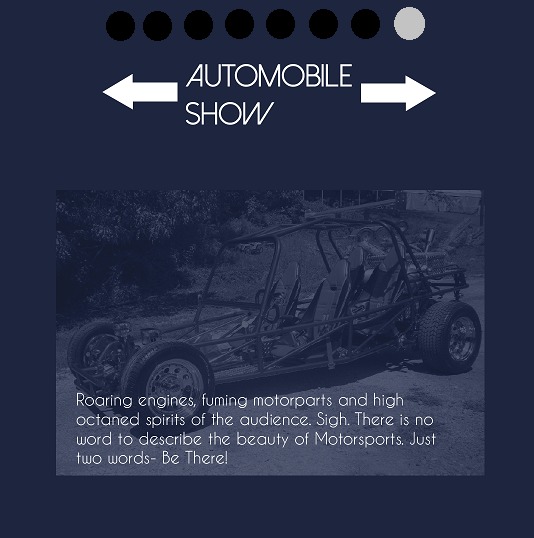 AUTOMOBILE
SHOW
Roaring engines, fuming motorparts and high
octaned spirits of the audience. Sigh. There is no
word to describe the beauty of Motorsports. Just
two words- Be There!